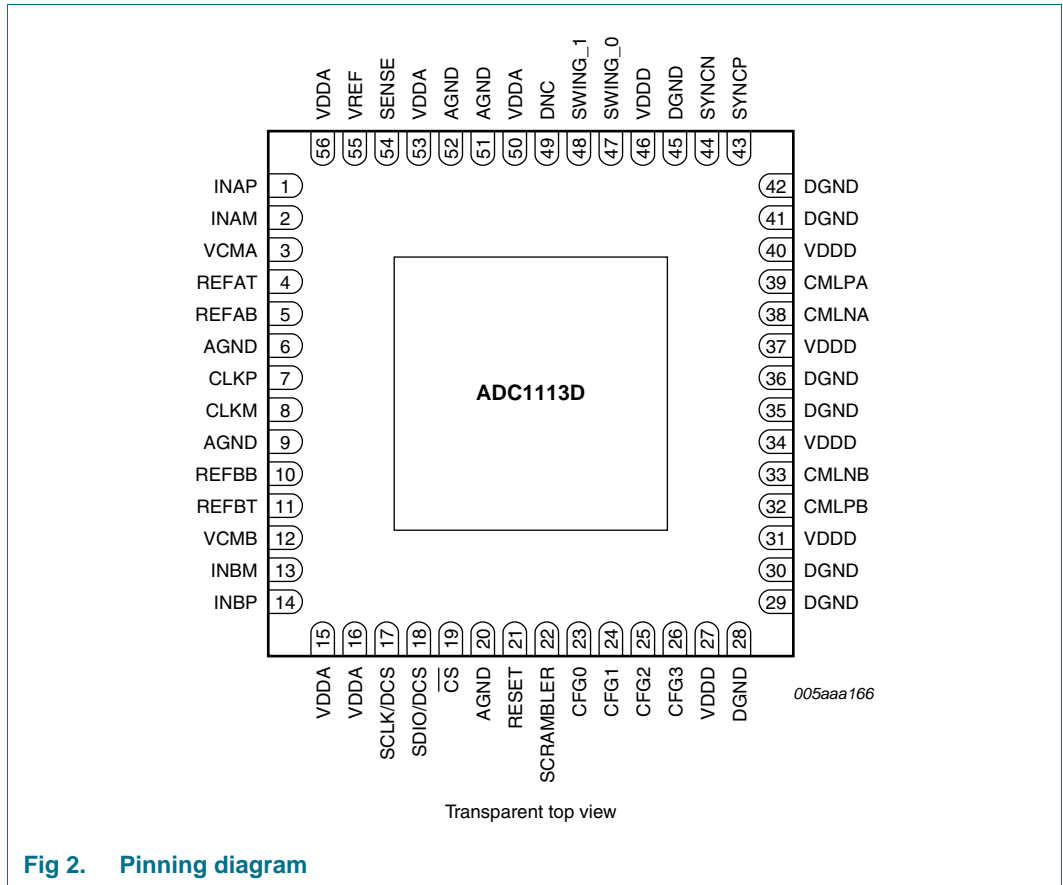 VDDA
VREF
SENSE
VDDA
AGND
AGND
VDDA
DNC
SWING_1
SWING_0
VDDD
DGND
SYNCN
SYNCP
56
55
54
53
52
51
50
49
48
47
46
45
44
43
INAP 1
INAM 2
VCMA 3
REFAT 4
REFAB 5
AGND 6
CLKP 7
CLKM 8
AGND 9
REFBB 10
REFBT 11
VCMB 12
INBM 13
INBP 14
ADC1113D
42 DGND
41 DGND
40 VDDD
39 CMLPA
38 CMLNA
37 VDDD
36 DGND
35 DGND
34 VDDD
33 CMLNB
32 CMLPB
31 VDDD
30 DGND
29 DGND
15
16
17
18
19
20
21
22
23
24
25
26
27
28
VDDA
VDDA
SCLK/DCS
SDIO/DCS
CS
AGND
RESET
SCRAMBLER
CFG0
CFG1
CFG2
CFG3
VDDD
DGND
005aaa166
Transparent top view
Fig 2. Pinning diagram